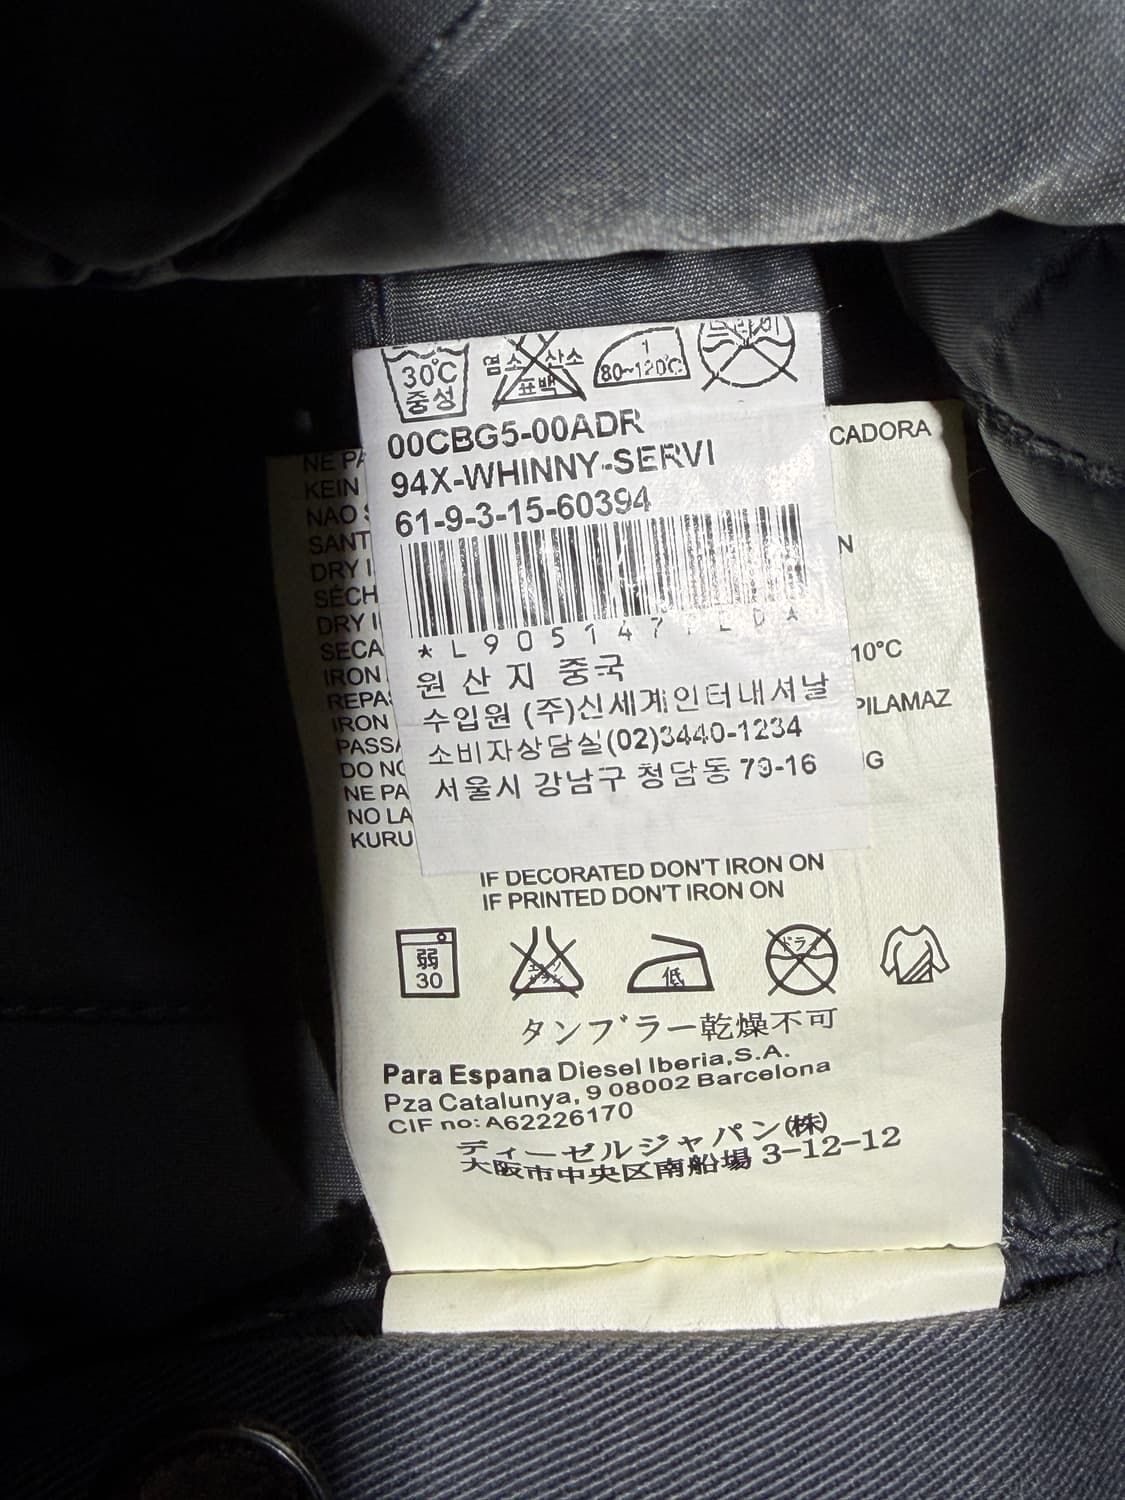 30°C
중성
염소 산소
표백
1
80~120°C
드라이
00CBG5-00ADR
94X-WHINNY-SERVI
61-9-3-15-60394
원 산 지 중국
수입원 (주)신세계인터내셔날
소비자상담실(02)3440-1234
서울시 강남구 청담동 79-16
NE PA
KEIN
NAO
SANT
DRY I
SÉCH
DRY I
SECA
IRON
REPA
IRON
PASSA
DO NO
NE PA
NO LA
KURU
CADORA
N
10°C
PILAMAZ
G
IF DECORATED DON'T IRON ON
IF PRINTED DON'T IRON ON
弱
30
低
ドライ
タンブラー乾燥不可
Para Espana Diesel Iberia,S.A.
Pza Catalunya, 9 08002 Barcelona
CIF no: A62226170
ディーゼルジャパン(株)
大阪市中央区南船場 3-12-12